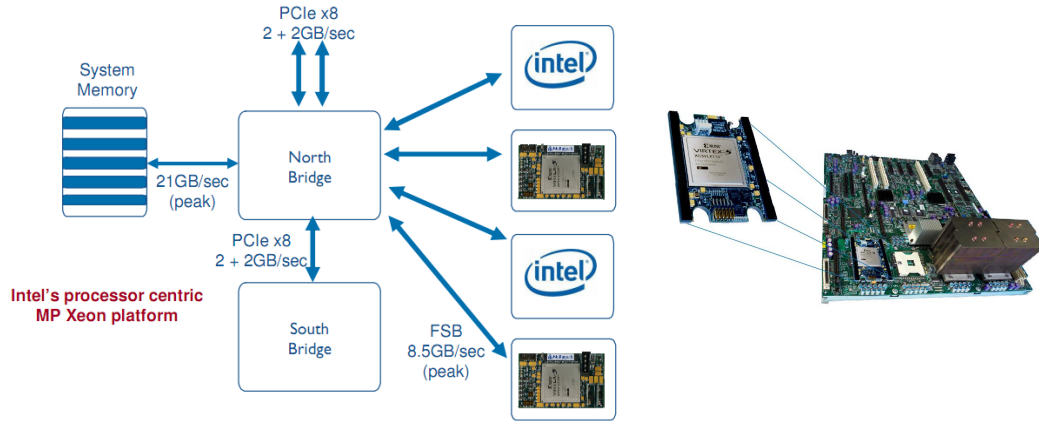 PCIe x8
2 + 2GB/sec
System
Memory
intel
North
Bridge
21GB/sec
(peak)
PCIe x8
2 + 2GB/sec
intel
Intel's processor centric
MP Xeon platform
South
Bridge
FSB
8.5GB/sec
(peak)
XILINX
VIRTEX-5